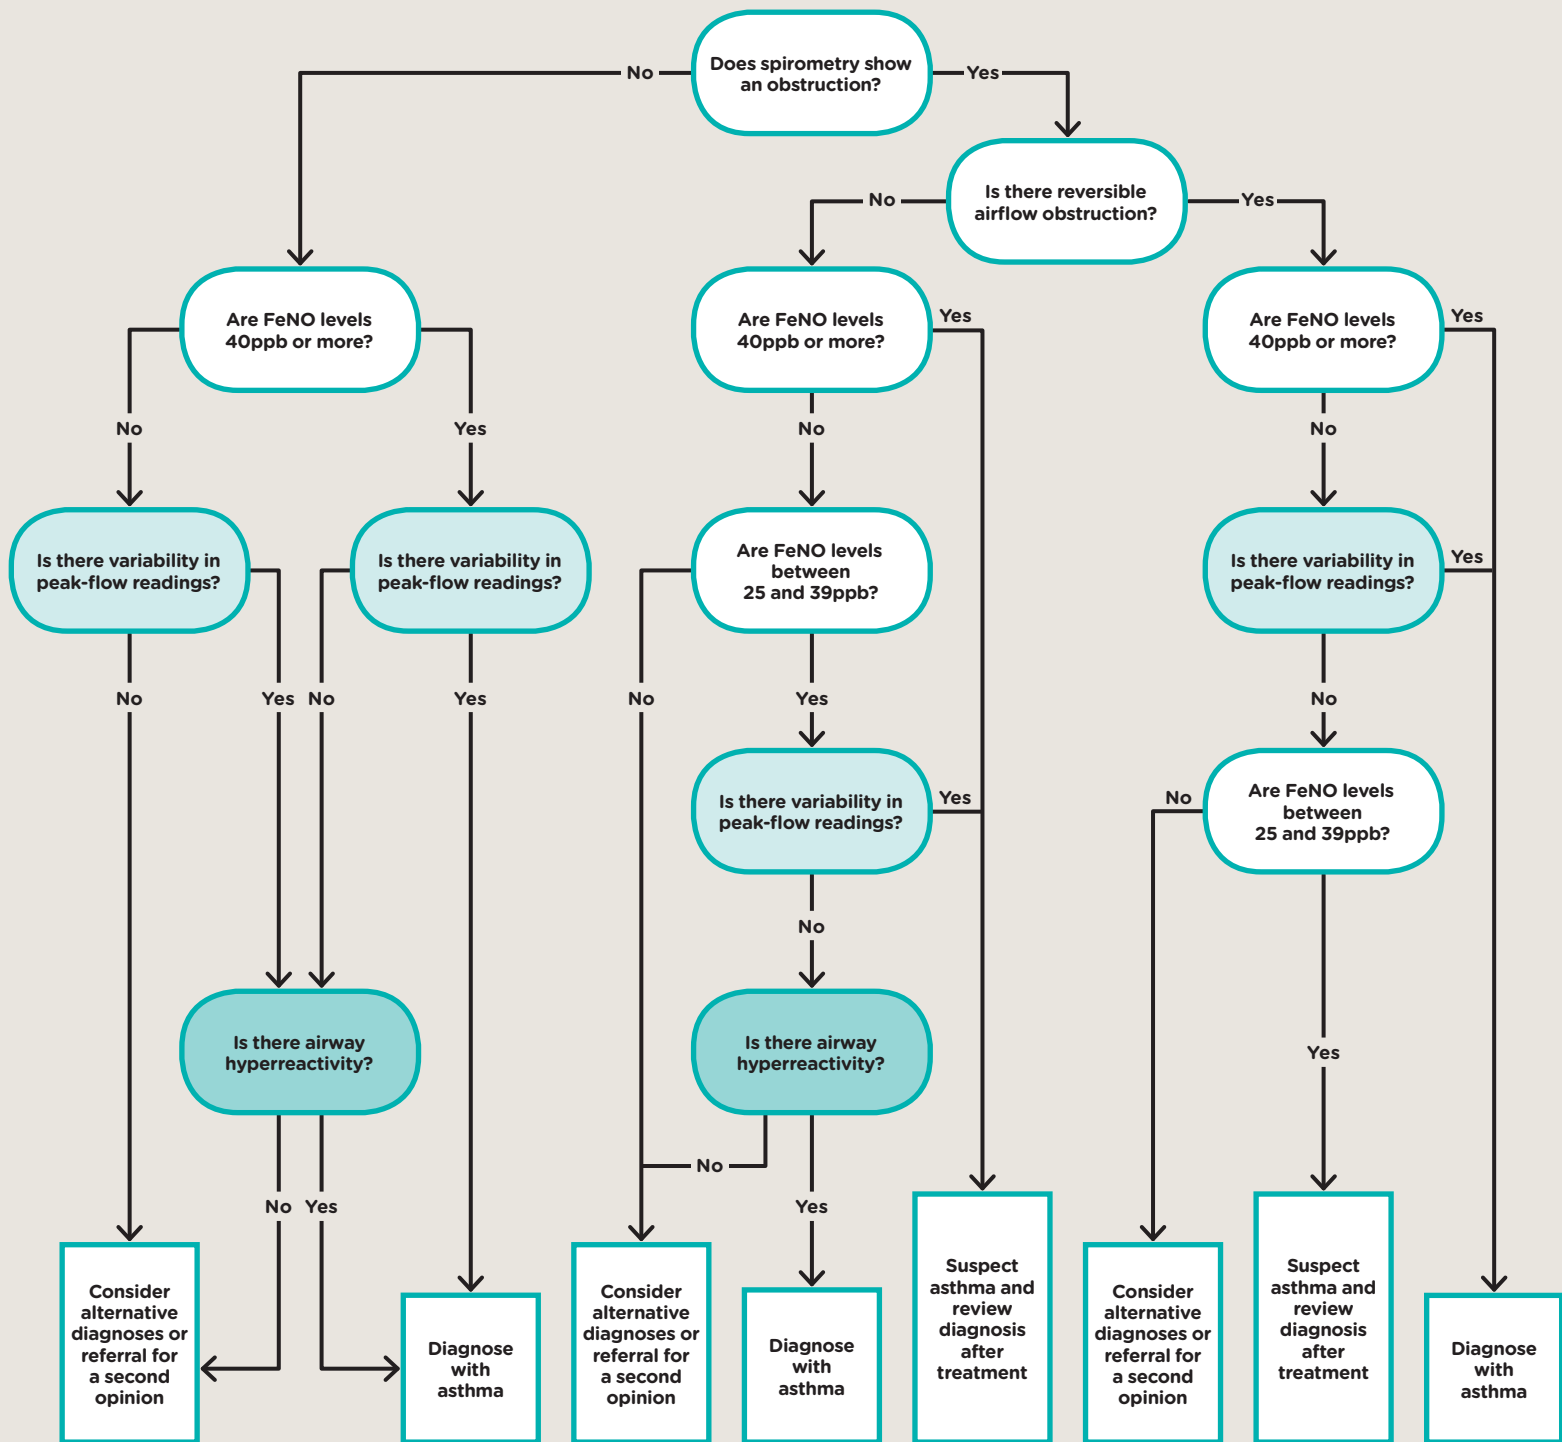 Does spirometry show
an obstruction?
No
Yes
Is there reversible
airflow obstruction?
No
Yes
Are FeNO levels
40ppb or more?
Are FeNO levels
40ppb or more?
Yes
Are FeNO levels
40ppb or more?
Yes
No
Yes
No
No
Is there variability in
peak-flow readings?
Is there variability in
peak-flow readings?
Are FeNO levels
between
25 and 39ppb?
Is there variability in
peak-flow readings?
Yes
No
Yes
No
Yes
No
Yes
No
Is there variability in
peak-flow readings?
Yes
No
Are FeNO levels
between
25 and 39ppb?
No
Is there airway
hyperreactivity?
Is there airway
hyperreactivity?
Yes
No
No
Yes
Yes
Consider
alternative
diagnoses or
referral for
a second
opinion
Diagnose
with
asthma
Consider
alternative
diagnoses or
referral for
a second
opinion
Diagnose
with
asthma
Suspect
asthma and
review
diagnosis
after
treatment
Consider
alternative
diagnoses or
referral for
a second
opinion
Suspect
asthma and
review
diagnosis
after
treatment
Diagnose
with
asthma